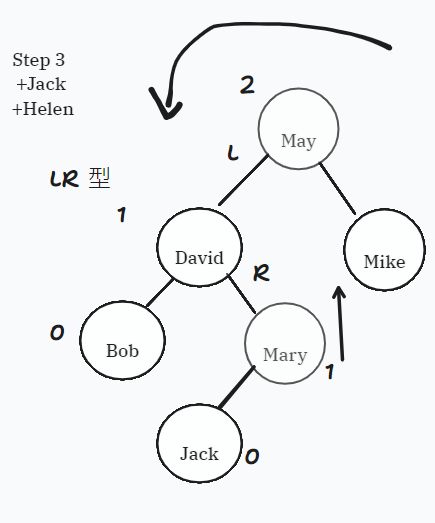 Step 3
+Jack
+Helen
2
May
L
LR 型
1
David
Mike
R
0
Bob
Mary
1
Jack
0